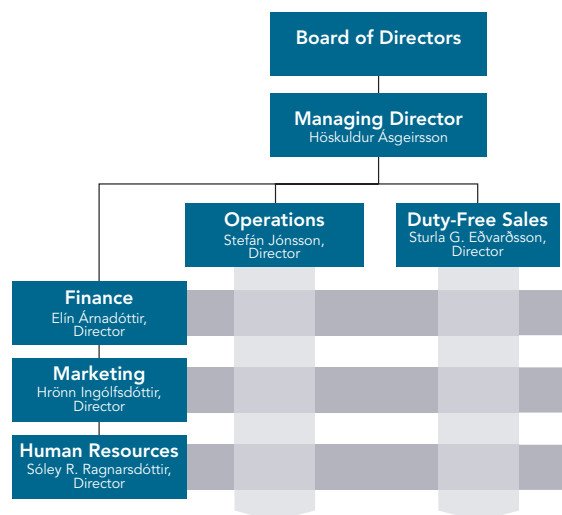 Board of Directors
Managing Director
Höskuldur Ásgeirsson
Operations
Stefán Jónsson,
Director
Duty-Free Sales
Sturla G. Eðvarðsson,
Director
Finance
Elín Árnadóttir,
Director
Marketing
Hrönn Ingólfsdóttir,
Director
Human Resources
Sóley R. Ragnarsdóttir,
Director